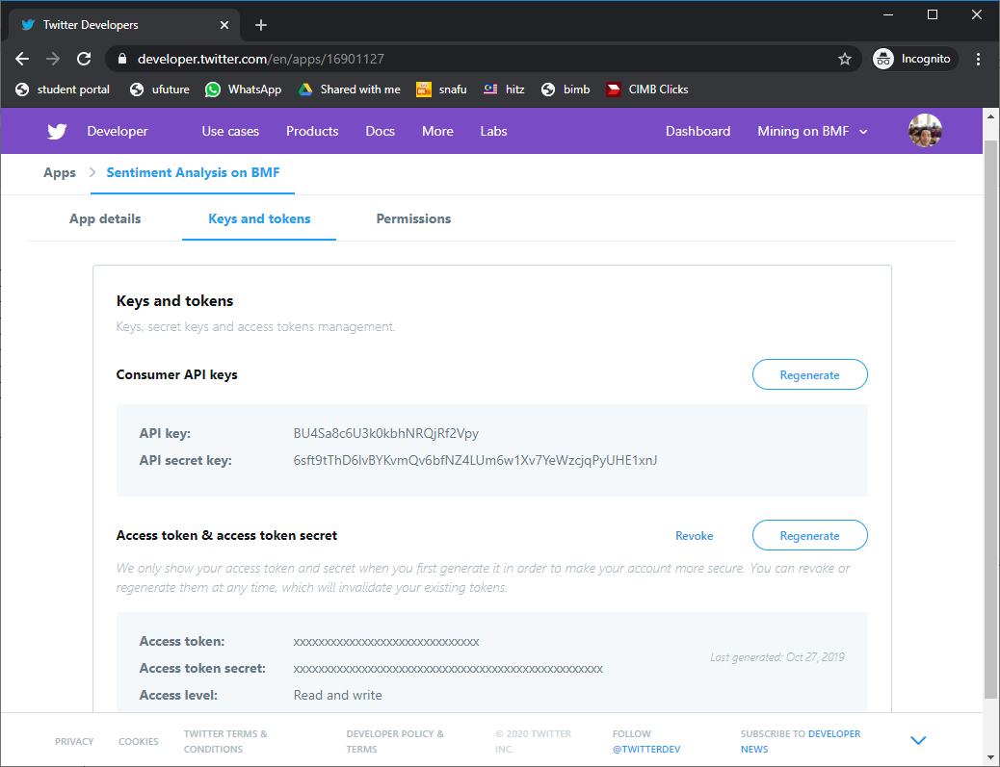 Twitter Developers
developer.twitter.com/en/apps/16901127
Incognito
student portal ufuture WhatsApp Shared with me snafu hitz bimb CIMB Clicks
Developer Use cases Products Docs More Labs Dashboard Mining on BMF
Apps Sentiment Analysis on BMF
App details Keys and tokens Permissions
Keys and tokens
Keys, secret keys and access tokens management.
Consumer API keys Regenerate
API key: BU4Sa8c6U3k0kbhNRQjRf2Vpy
API secret key: 6sft9tThD6IvBYKvmQv6bfNZ4LUm6w1Xv7YeWzcjqPyUHE1xnJ
Access token & access token secret Revoke Regenerate
We only show your access token and secret when you first generate it in order to make your account more secure. You can revoke or
regenerate them at any time, which will invalidate your existing tokens.
Access token: xxxxxxxxxxxxxxxxxxxxxxxxxxxxxxxx
Last generated: Oct 27, 2019
Access token secret: xxxxxxxxxxxxxxxxxxxxxxxxxxxxxxxxxxxxxxxxxxxxxxxxxxxxx
Access level: Read and write
PRIVACY COOKIES TWITTER TERMS & CONDITIONS DEVELOPER POLICY & TERMS © 2020 TWITTER INC. FOLLOW @TWITTERDEV SUBSCRIBE TO DEVELOPER NEWS